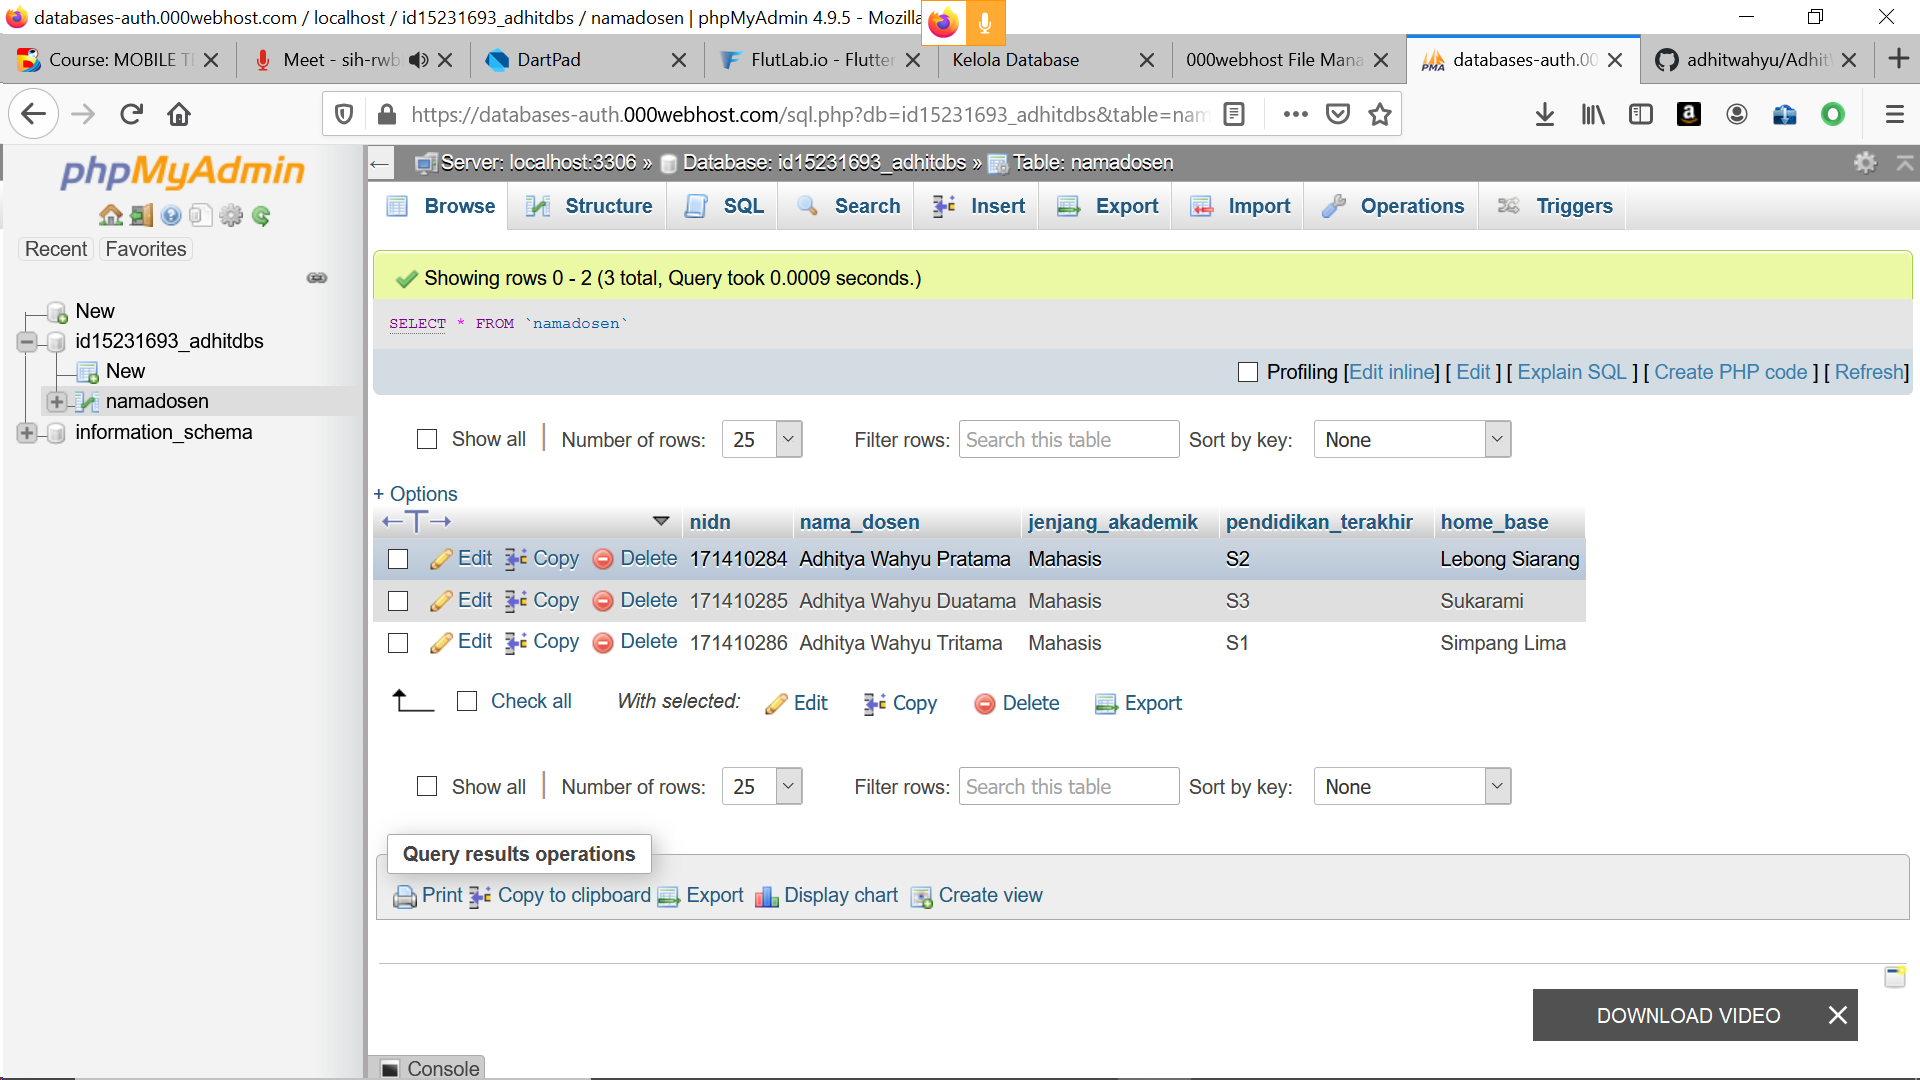 databases-auth.000webhost.com / localhost / id15231693_adhitdbs / namadosen | phpMyAdmin 4.9.5 - Mozilla
Course: MOBILE T
Meet - sih-rwb
DartPad
FlutLab.io - Flutter
Kelola Database
000webhost File Mana
databases-auth.00
adhitwahyu/Adhit
https://databases-auth.000webhost.com/sql.php?db=id15231693_adhitdbs&table=nam
phpMyAdmin
Recent Favorites
New
id15231693_adhitdbs
New
namadosen
information_schema
Server: localhost:3306 » Database: id15231693_adhitdbs » Table: namadosen
Browse Structure SQL Search Insert Export Import Operations Triggers
Showing rows 0 - 2 (3 total, Query took 0.0009 seconds.)
SELECT * FROM `namadosen`
Profiling [Edit inline] [ Edit ] [ Explain SQL ] [ Create PHP code ] [ Refresh]
Show all Number of rows: 25 Filter rows: Search this table Sort by key: None
+ Options
nidn nama_dosen jenjang_akademik pendidikan_terakhir home_base
Edit Copy Delete 171410284 Adhitya Wahyu Pratama Mahasis S2 Lebong Siarang
Edit Copy Delete 171410285 Adhitya Wahyu Duatama Mahasis S3 Sukarami
Edit Copy Delete 171410286 Adhitya Wahyu Tritama Mahasis S1 Simpang Lima
Check all With selected: Edit Copy Delete Export
Show all Number of rows: 25 Filter rows: Search this table Sort by key: None
Query results operations
Print Copy to clipboard Export Display chart Create view
DOWNLOAD VIDEO
Console